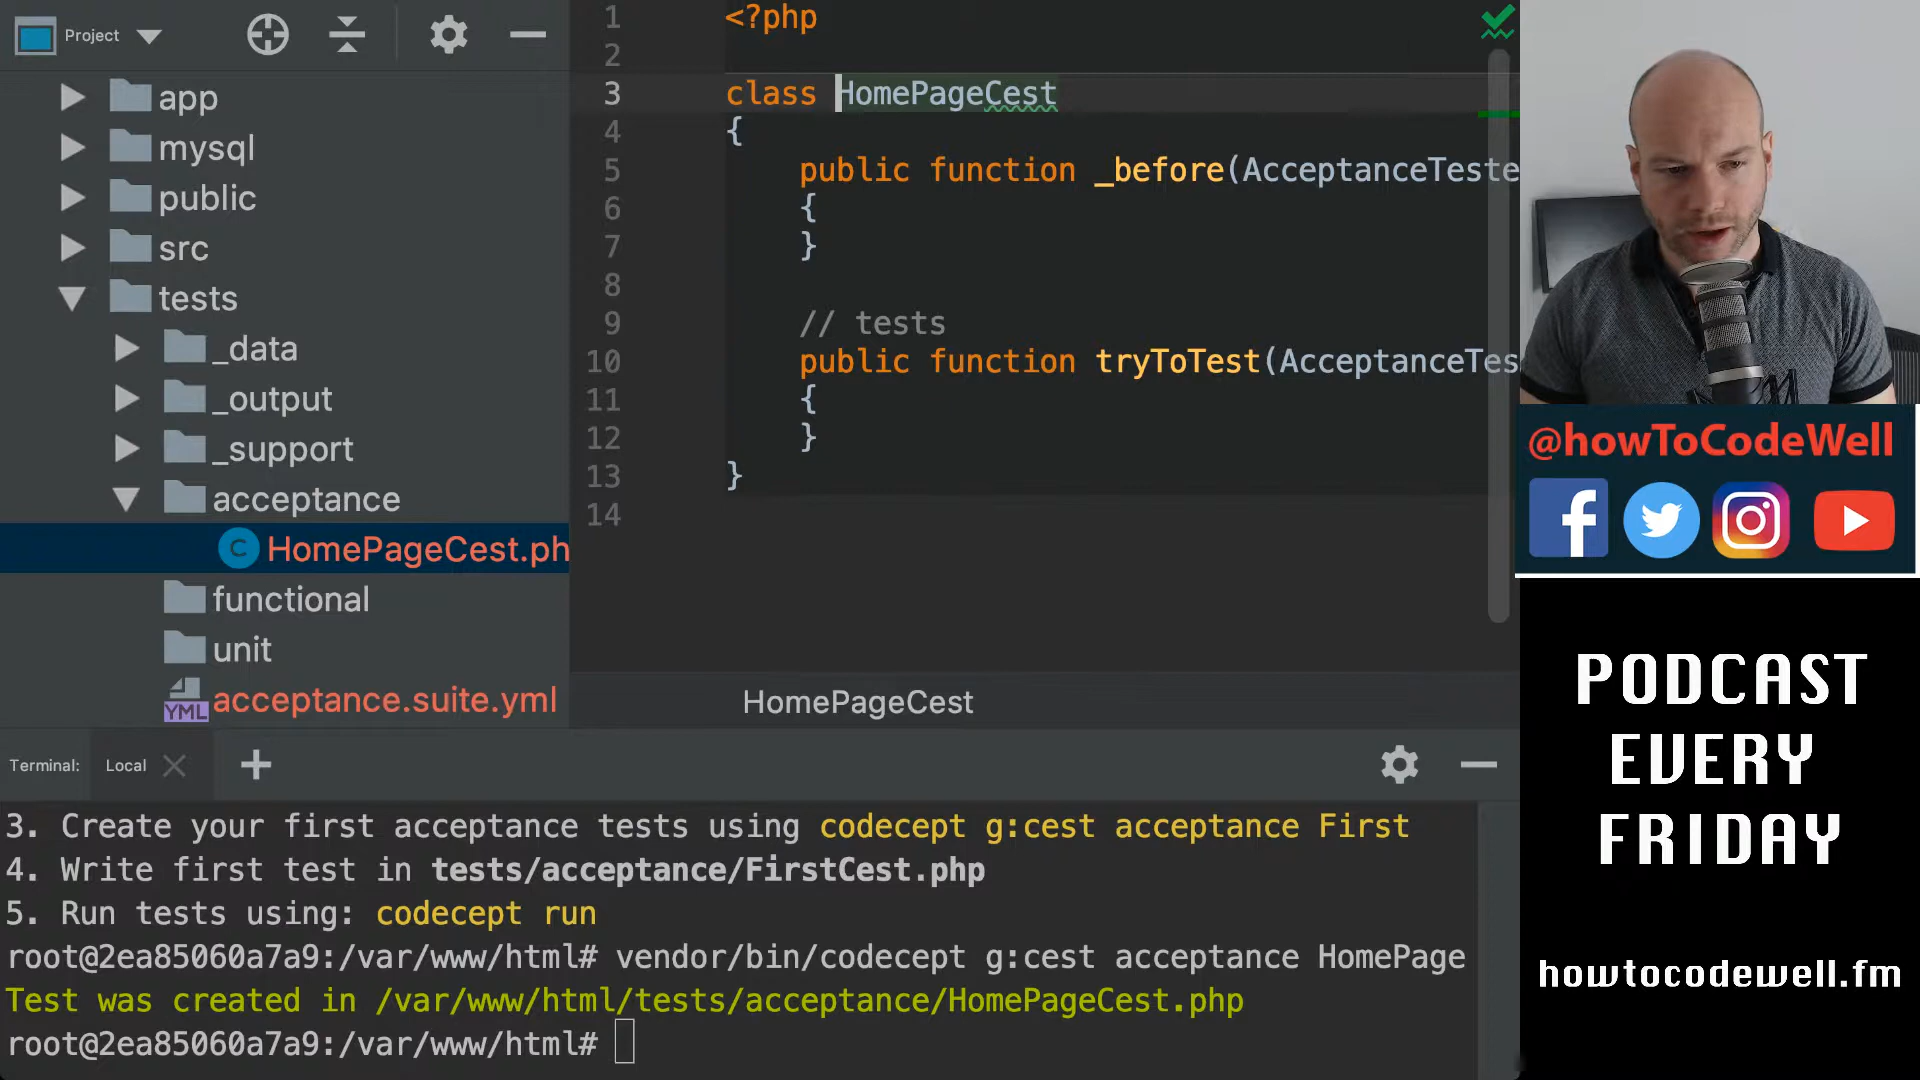 Project
app
mysql
public
src
tests
_data
_output
_support
acceptance
C HomePageCest.ph
functional
unit
YML acceptance.suite.yml
1 <?php
2
3 class HomePageCest
4 {
5 public function _before(AcceptanceTeste
6 {
7 }
8
9 // tests
10 public function tryToTest(AcceptanceTes
11 {
12 }
13 }
14
HomePageCest
Terminal: Local
3. Create your first acceptance tests using codecept g:cest acceptance First
4. Write first test in tests/acceptance/FirstCest.php
5. Run tests using: codecept run
root@2ea85060a7a9:/var/www/html# vendor/bin/codecept g:cest acceptance HomePage
Test was created in /var/www/html/tests/acceptance/HomePageCest.php
root@2ea85060a7a9:/var/www/html#
@howToCodeWell
PODCAST
EVERY
FRIDAY
howtocodewell.fm